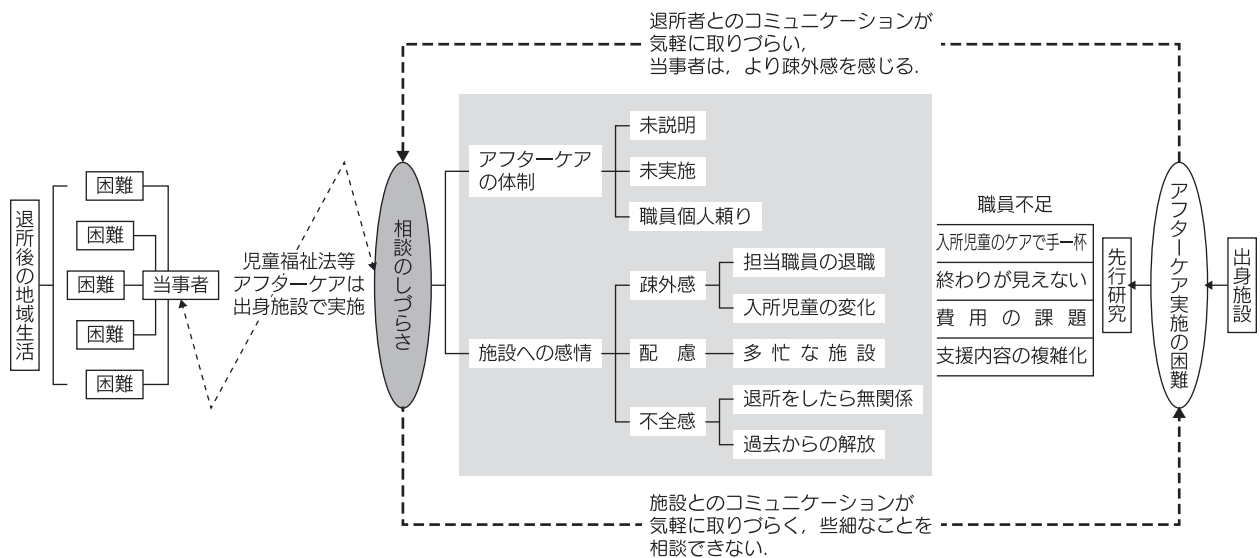 退所者とのコミュニケーションが
気軽に取りづらい，
当事者は，より疎外感を感じる．
退所後の地域生活
困難
困難
困難
困難
困難
当事者
児童福祉法等
アフターケアは
出身施設で実施
相談のしづらさ
アフターケア
の体制
未説明
未実施
職員個人頼り
施設への感情
疎外感
担当職員の退職
入所児童の変化
配慮
多忙な施設
不全感
退所をしたら無関係
過去からの解放
職員不足
入所児童のケアで手一杯
終わりが見えない
費用の課題
支援内容の複雑化
先行研究
アフターケア実施の困難
出身施設
施設とのコミュニケーションが
気軽に取りづらく，些細なことを
相談できない．